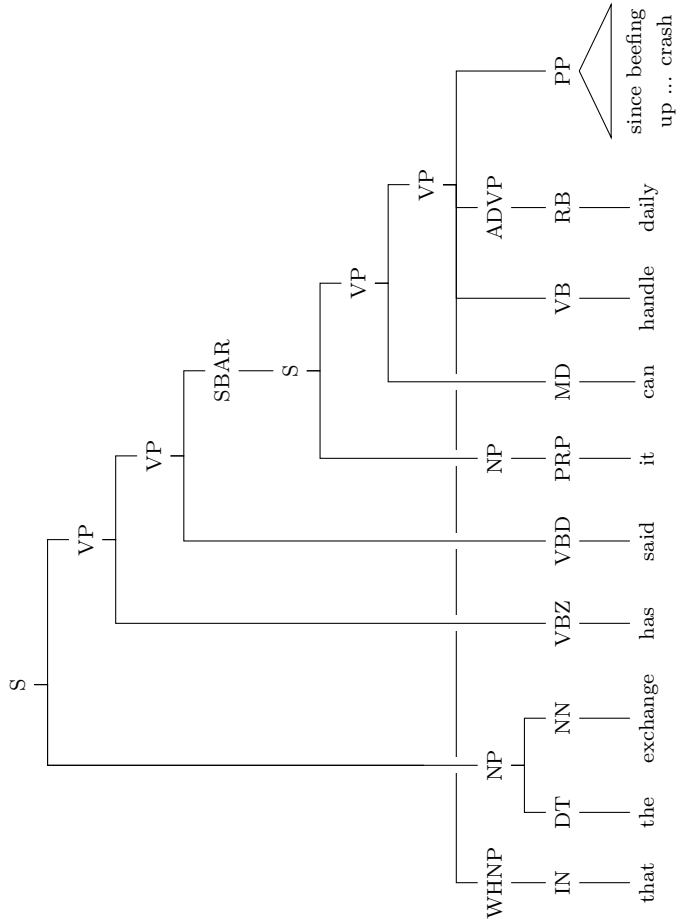 S
VP
VP
SBAR
S
VP
VP
WHNP NP NP ADVP
IN DT NN VBZ VBD PRP MD VB RB PP
that the exchange has said it can handle daily since beefing
up ... crash